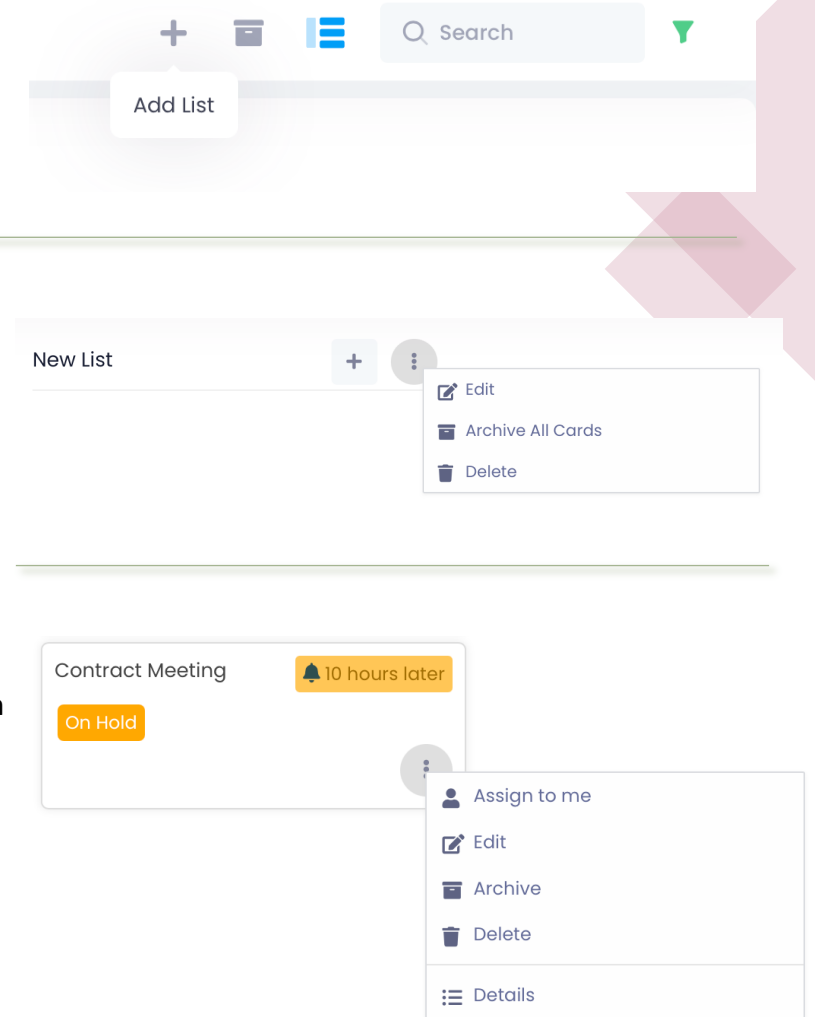 Search
Add List
New List
Edit
Archive All Cards
Delete
Contract Meeting
10 hours later
On Hold
Assign to me
Edit
Archive
Delete
Details